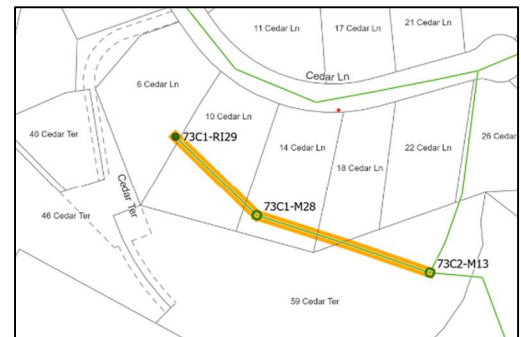 11 Cedar Ln
17 Cedar Ln
21 Cedar Ln
Cedar Ln
6 Cedar Ln
10 Cedar Ln
40 Cedar Ter
73C1-RI29
14 Cedar Ln
22 Cedar Ln
26 Cedar
18 Cedar Ln
Cedar Ter
46 Cedar Ter
73C1-M28
73C2-M13
59 Cedar Ter